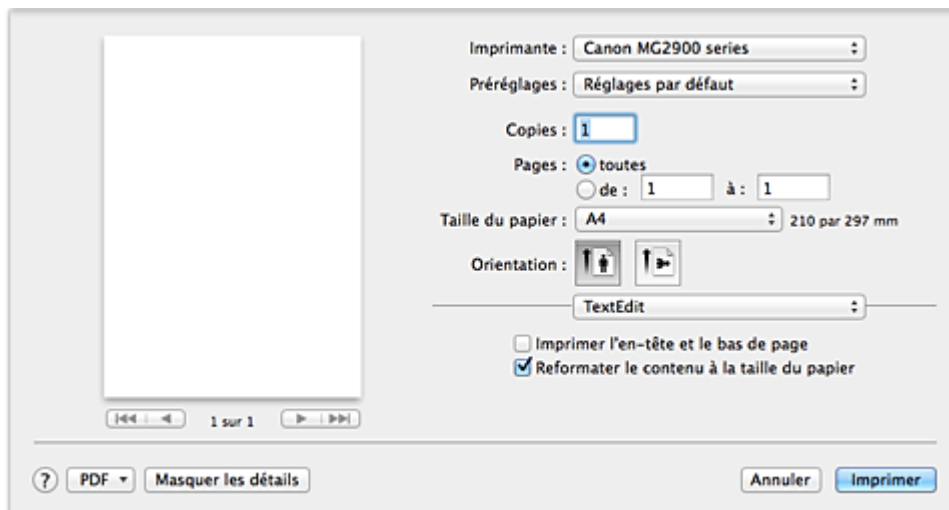 Imprimante : Canon MG2900 series
Préréglages : Réglages par défaut
Copies : 1
Pages : toutes
de : 1 à : 1
Taille du papier : A4 210 par 297 mm
Orientation :
TextEdit
Imprimer l'en-tête et le bas de page
Reformater le contenu à la taille du papier
1 sur 1
? PDF Masquer les détails Annuler Imprimer